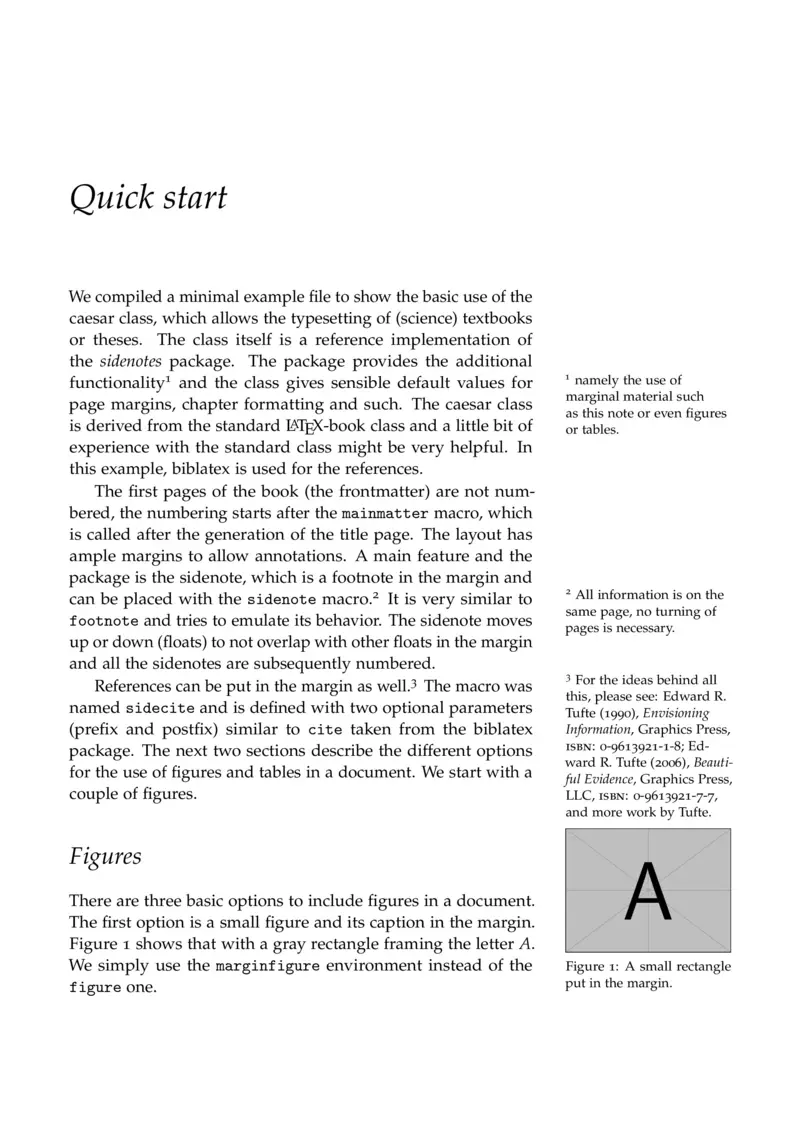 Quick start
We compiled a minimal example file to show the basic use of the
caesar class, which allows the typesetting of (science) textbooks
or theses. The class itself is a reference implementation of
the sidenotes package. The package provides the additional
functionality¹ and the class gives sensible default values for
page margins, chapter formatting and such. The caesar class
is derived from the standard LATEX-book class and a little bit of
experience with the standard class might be very helpful. In
this example, biblatex is used for the references.
The first pages of the book (the frontmatter) are not num-
bered, the numbering starts after the mainmatter macro, which
is called after the generation of the title page. The layout has
ample margins to allow annotations. A main feature and the
package is the sidenote, which is a footnote in the margin and
can be placed with the sidenote macro.² It is very similar to
footnote and tries to emulate its behavior. The sidenote moves
up or down (floats) to not overlap with other floats in the margin
and all the sidenotes are subsequently numbered.
References can be put in the margin as well.³ The macro was
named sidecite and is defined with two optional parameters
(prefix and postfix) similar to cite taken from the biblatex
package. The next two sections describe the different options
for the use of figures and tables in a document. We start with a
couple of figures.
Figures
There are three basic options to include figures in a document.
The first option is a small figure and its caption in the margin.
Figure 1 shows that with a gray rectangle framing the letter A.
We simply use the marginfigure environment instead of the
figure one.
¹ namely the use of
marginal material such
as this note or even figures
or tables.
² All information is on the
same page, no turning of
pages is necessary.
³ For the ideas behind all
this, please see: Edward R.
Tufte (1990), Envisioning
Information, Graphics Press,
ISBN: 0-9613921-1-8; Ed-
ward R. Tufte (2006), Beauti-
ful Evidence, Graphics Press,
LLC, ISBN: 0-9613921-7-7,
and more work by Tufte.
A
Figure 1: A small rectangle
put in the margin.